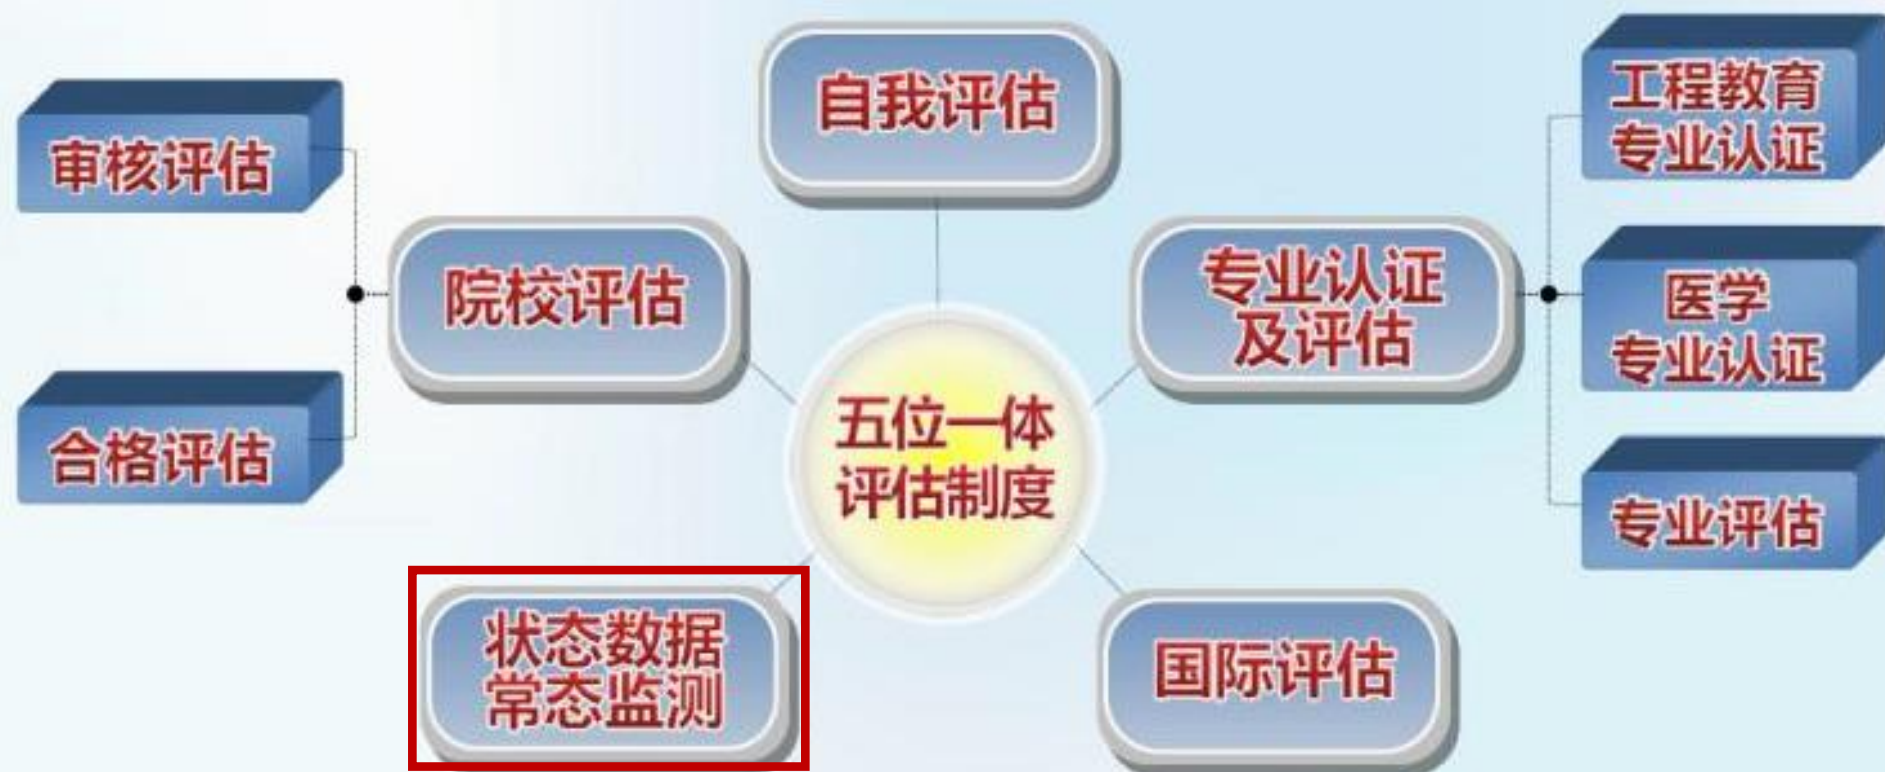 自我评估
工程教育
专业认证
审核评估
院校评估
专业认证
及评估
医学
专业认证
五位一体
评估制度
合格评估
专业评估
状态数据
常态监测
国际评估